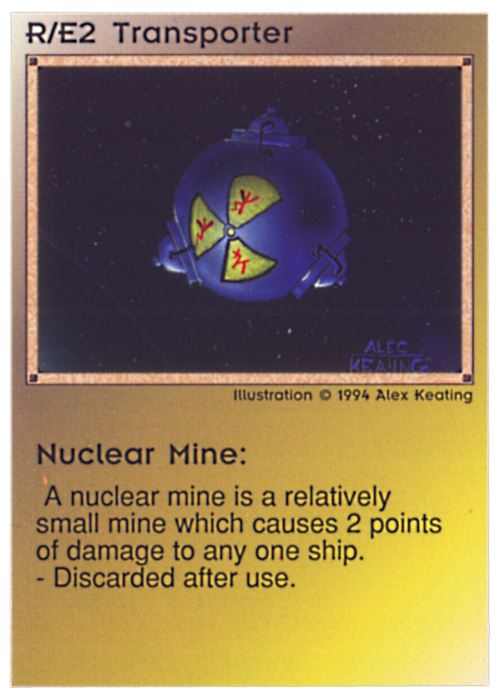 R/E2 Transporter
ALEC
KEATING
Illustration © 1994 Alex Keating
Nuclear Mine:
A nuclear mine is a relatively
small mine which causes 2 points
of damage to any one ship.
- Discarded after use.